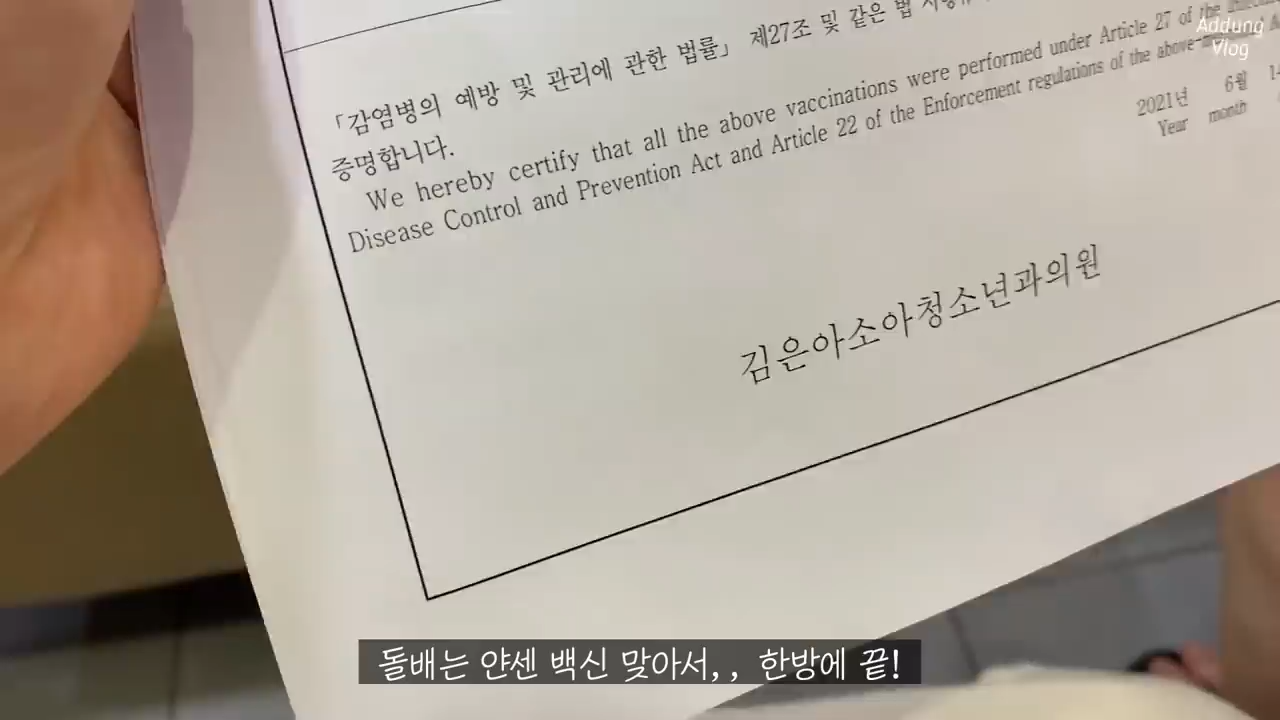 Addung
Vlog
「감염병의 예방 및 관리에 관한 법률」 제27조 및 같은 법
증명합니다.
We hereby certify that all the above vaccinations were performed under Article 27 of the
Disease Control and Prevention Act and Article 22 of the Enforcement regulations of the
2021년 6월 14
Year month
김은아소아청소년과의원
돌배는 얀센 백신 맞아서, , 한방에 끝!